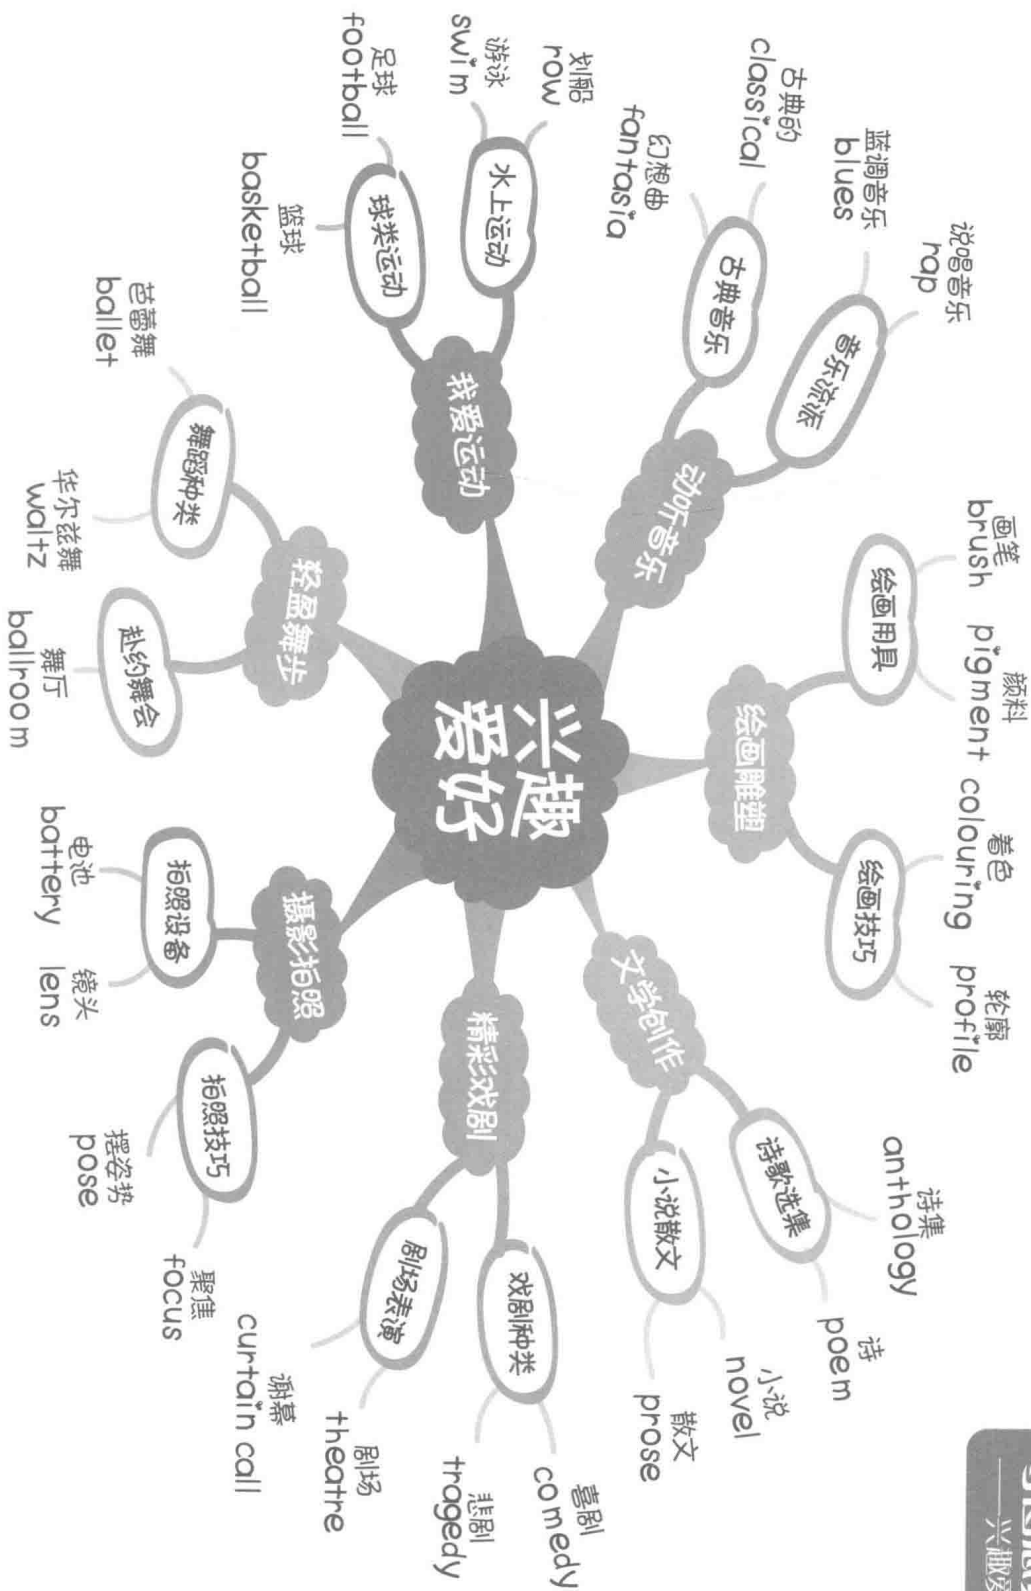 ——兴趣爱
兴趣
爱好
动听音乐
音乐流派
说唱音乐
rap
蓝调音乐
blues
古典音乐
古典的
classical
幻想曲
fantasia
绘画雕塑
绘画用具
画笔
brush
颜料
pigment
绘画技巧
着色
colouring
轮廓
profile
文学创作
诗歌选集
诗集
anthology
诗
poem
小说散文
小说
novel
散文
prose
精彩戏剧
戏剧种类
喜剧
comedy
悲剧
tragedy
剧场表演
剧场
theatre
谢幕
curtain call
摄影拍照
拍照技巧
聚焦
focus
摆姿势
pose
拍照设备
镜头
lens
电池
battery
轻盈舞步
赴约舞会
舞厅
ballroom
舞蹈种类
华尔兹舞
waltz
芭蕾舞
ballet
我爱运动
球类运动
篮球
basketball
足球
football
水上运动
游泳
swim
划船
row